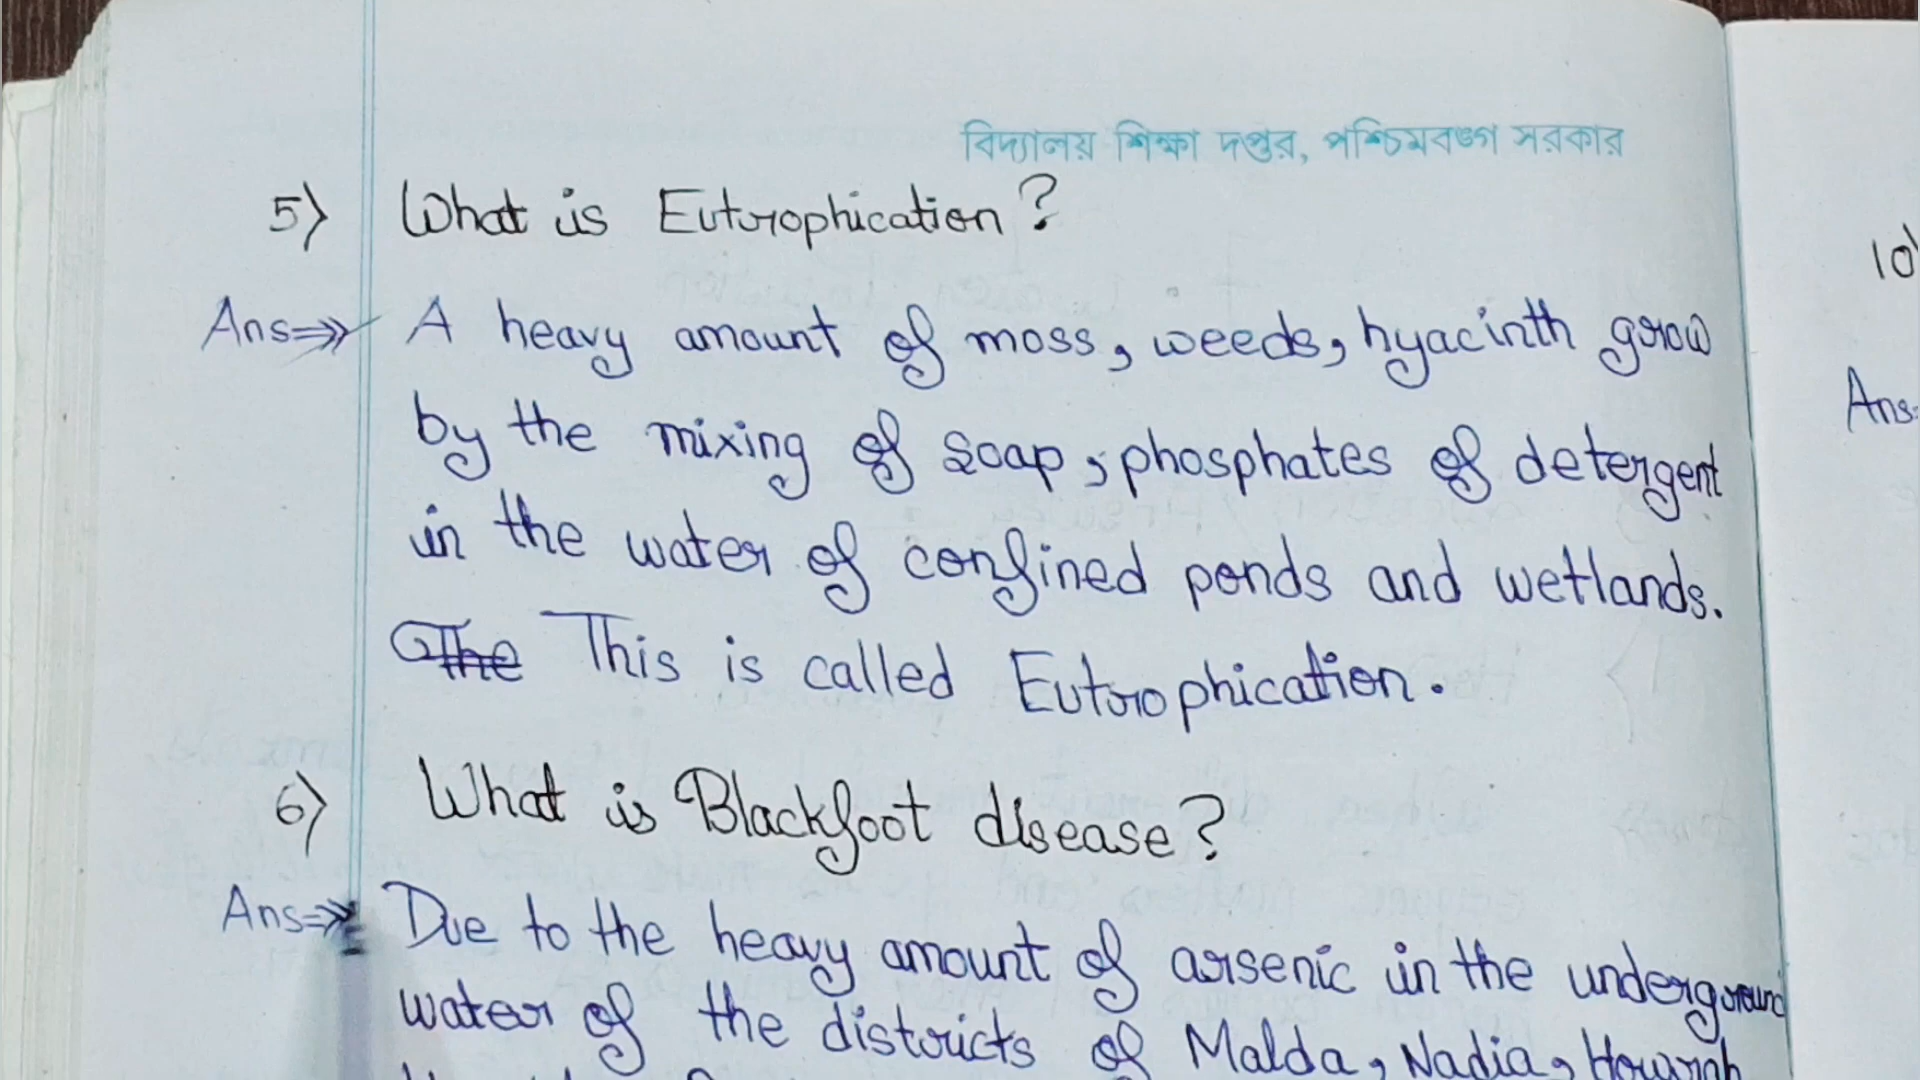 বিদ্যালয় শিক্ষা দপ্তর, পশ্চিমবঙ্গ সরকার
5) What is Eutrophication?
Ans⇒ A heavy amount of moss, weeds, hyacinth grow
by the mixing of soap, phosphates of detergent
in the water of confined ponds and wetlands.
The This is called Eutrophication.
6) What is Blackfoot disease?
Ans⇒ Due to the heavy amount of arsenic in the underground
water of the districts of Malda, Nadia, Howrah
10)
Ans